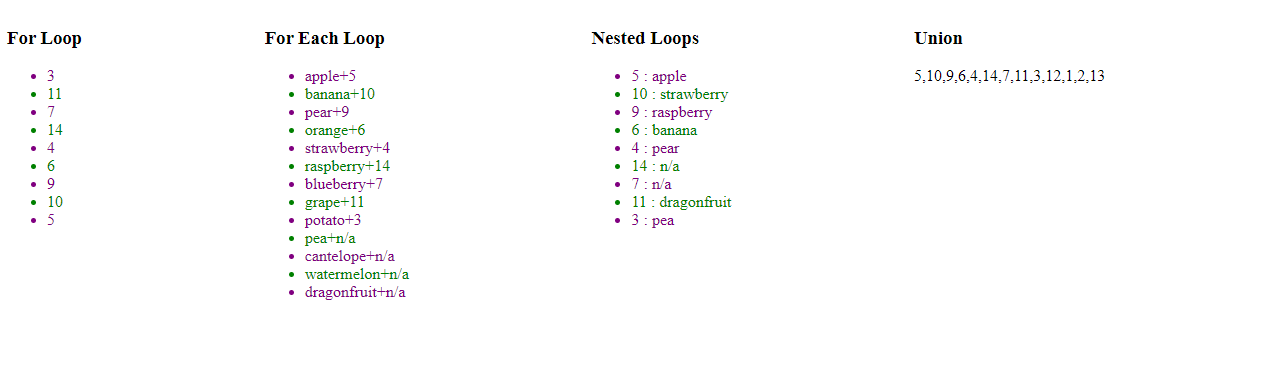 For Loop
3
11
7
14
4
6
9
10
5
For Each Loop
apple+5
banana+10
pear+9
orange+6
strawberry+4
raspberry+14
blueberry+7
grape+11
potato+3
pea+n/a
cantelope+n/a
watermelon+n/a
dragonfruit+n/a
Nested Loops
5 : apple
10 : strawberry
9 : raspberry
6 : banana
4 : pear
14 : n/a
7 : n/a
11 : dragonfruit
3 : pea
Union
5,10,9,6,4,14,7,11,3,12,1,2,13